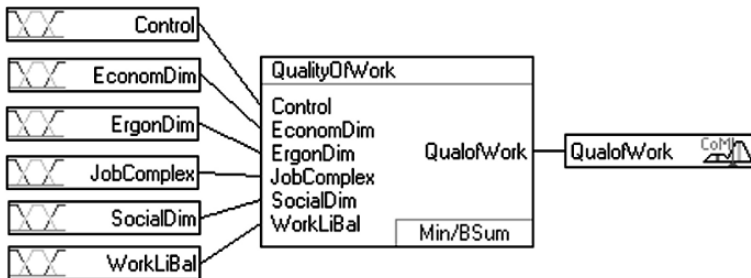 Control
EconomDim
ErgonDim
JobComplex
SocialDim
WorkLiBal
QualityOfWork
Control
EconomDim
ErgonDim
JobComplex
SocialDim
WorkLiBal
QualofWork
Min/BSum
QualofWork